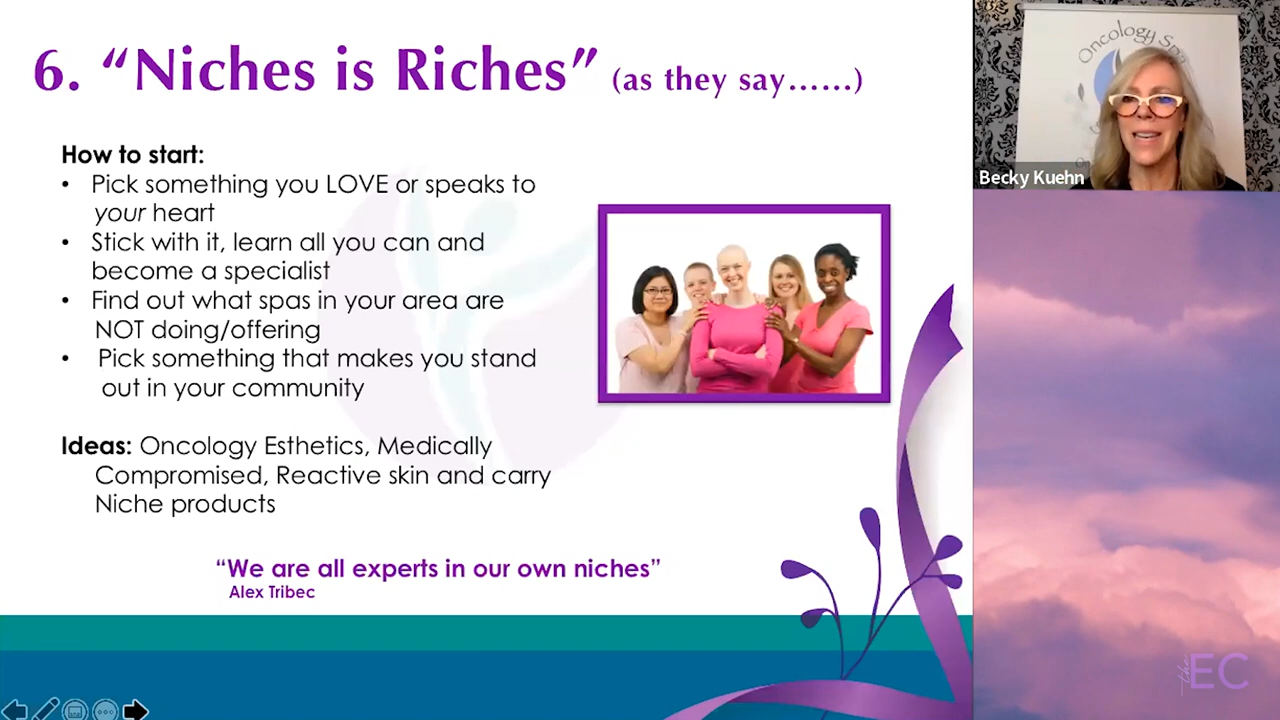 6. “Niches is Riches” (as they say......)
How to start:
• Pick something you LOVE or speaks to
your heart
• Stick with it, learn all you can and
become a specialist
• Find out what spas in your area are
NOT doing/offering
• Pick something that makes you stand
out in your community
Ideas: Oncology Esthetics, Medically
Compromised, Reactive skin and carry
Niche products
“We are all experts in our own niches”
Alex Tribec
Oncology Spa
Becky Kuehn
the EC